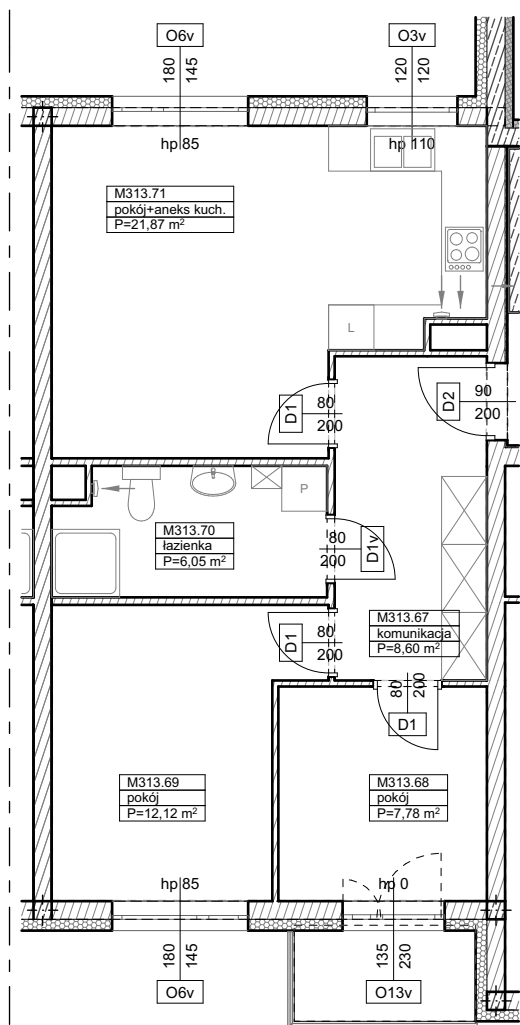 O6v
O3v
180
145
120
120
hp 85
hp 110
M313.71
pokój+aneks kuch.
P=21,87 m²
L
D1
80
200
D2
90
200
P
M313.70
łazienka
P=6,05 m²
80
200
D1v
D1
80
200
M313.67
komunikacja
P=8,60 m²
80
200
D1
M313.69
pokój
P=12,12 m²
M313.68
pokój
P=7,78 m²
hp 85
hp 0
180
145
135
230
O6v
O13v